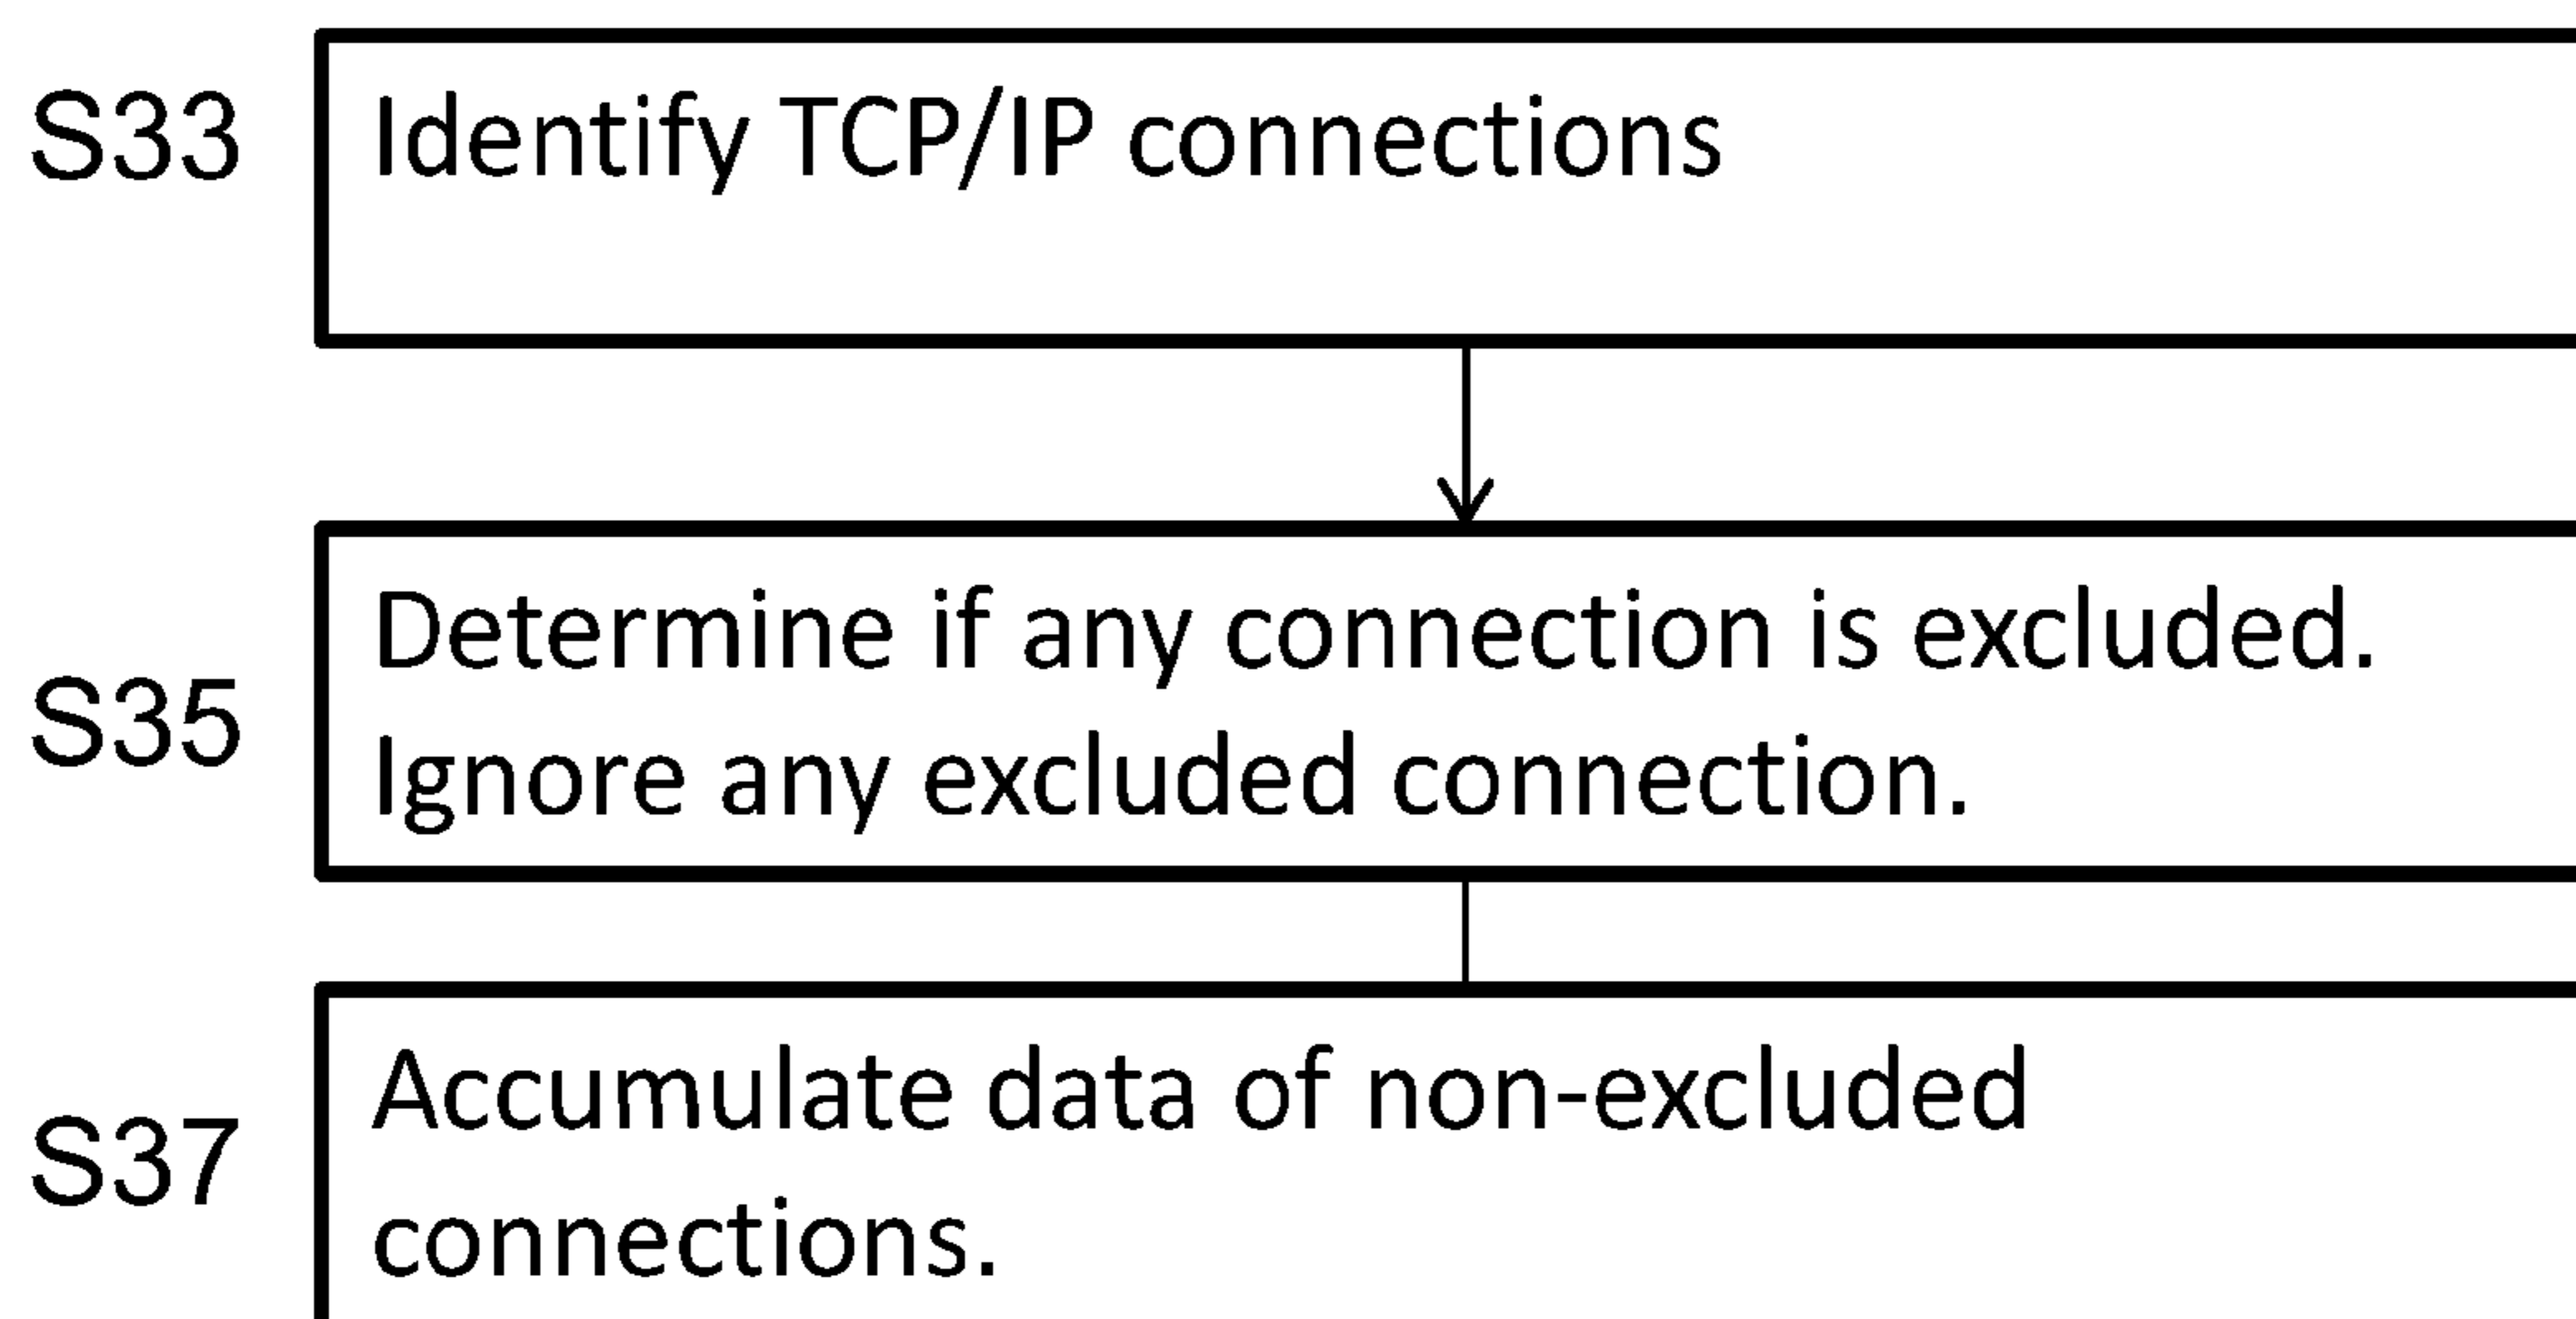 S33
Identify TCP/IP connections
S35
Determine if any connection is excluded.
Ignore any excluded connection.
S37
Accumulate data of non-excluded
connections.